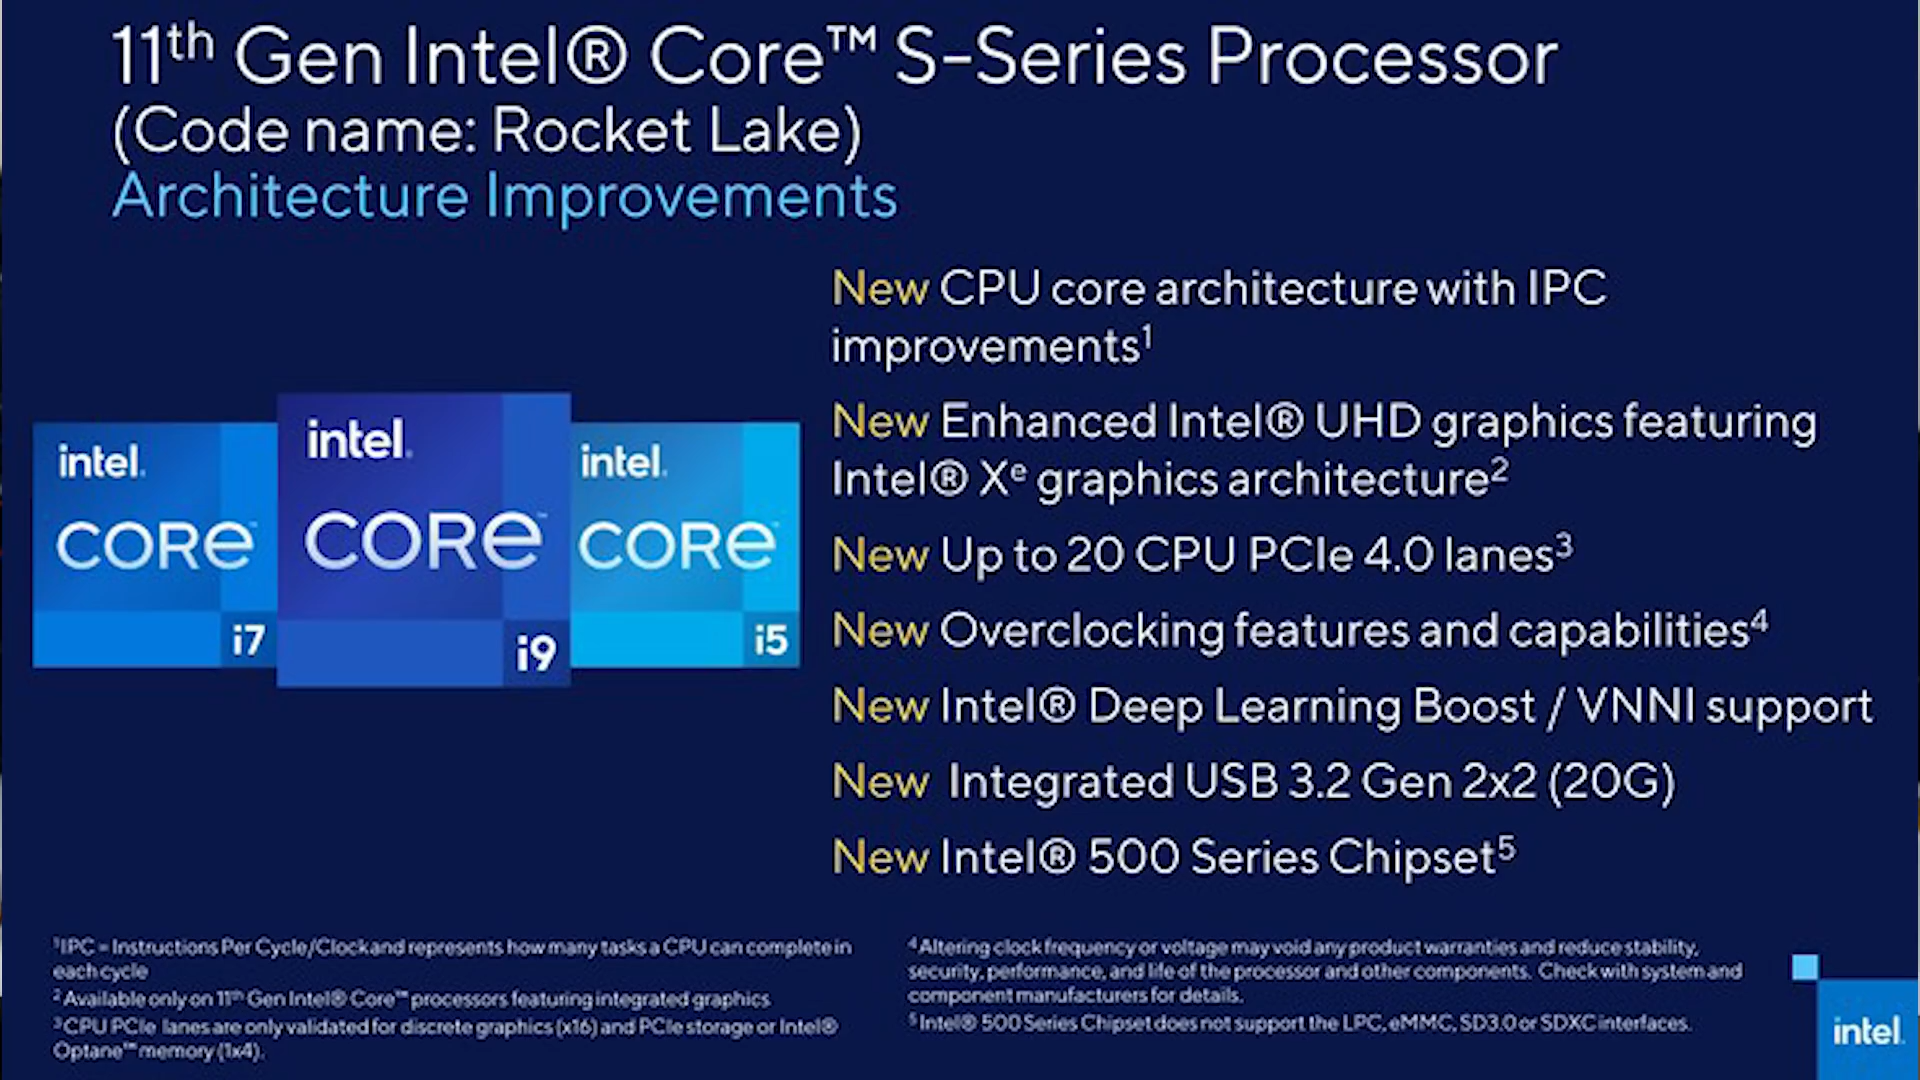 11th Gen Intel® Core™ S-Series Processor
(Code name: Rocket Lake)
Architecture Improvements
New CPU core architecture with IPC
improvements¹
New Enhanced Intel® UHD graphics featuring
Intel® Xᵉ graphics architecture²
New Up to 20 CPU PCIe 4.0 lanes³
New Overclocking features and capabilities⁴
New Intel® Deep Learning Boost / VNNI support
New Integrated USB 3.2 Gen 2x2 (20G)
New Intel® 500 Series Chipset⁵
intel.
CORE™
i7
intel.
CORE™
i9
intel.
CORE™
i5
¹IPC = Instructions Per Cycle/Clock and represents how many tasks a CPU can complete in
each cycle
²Available only on 11th Gen Intel® Core™ processors featuring integrated graphics
³CPU PCIe lanes are only validated for discrete graphics (x16) and PCIe storage or Intel®
Optane™ memory (1x4).
⁴Altering clock frequency or voltage may void any product warranties and reduce stability,
security, performance, and life of the processor and other components. Check with system and
component manufacturers for details.
⁵Intel® 500 Series Chipset does not support the LPC, eMMC, SD3.0 or SDXC interfaces.
intel.